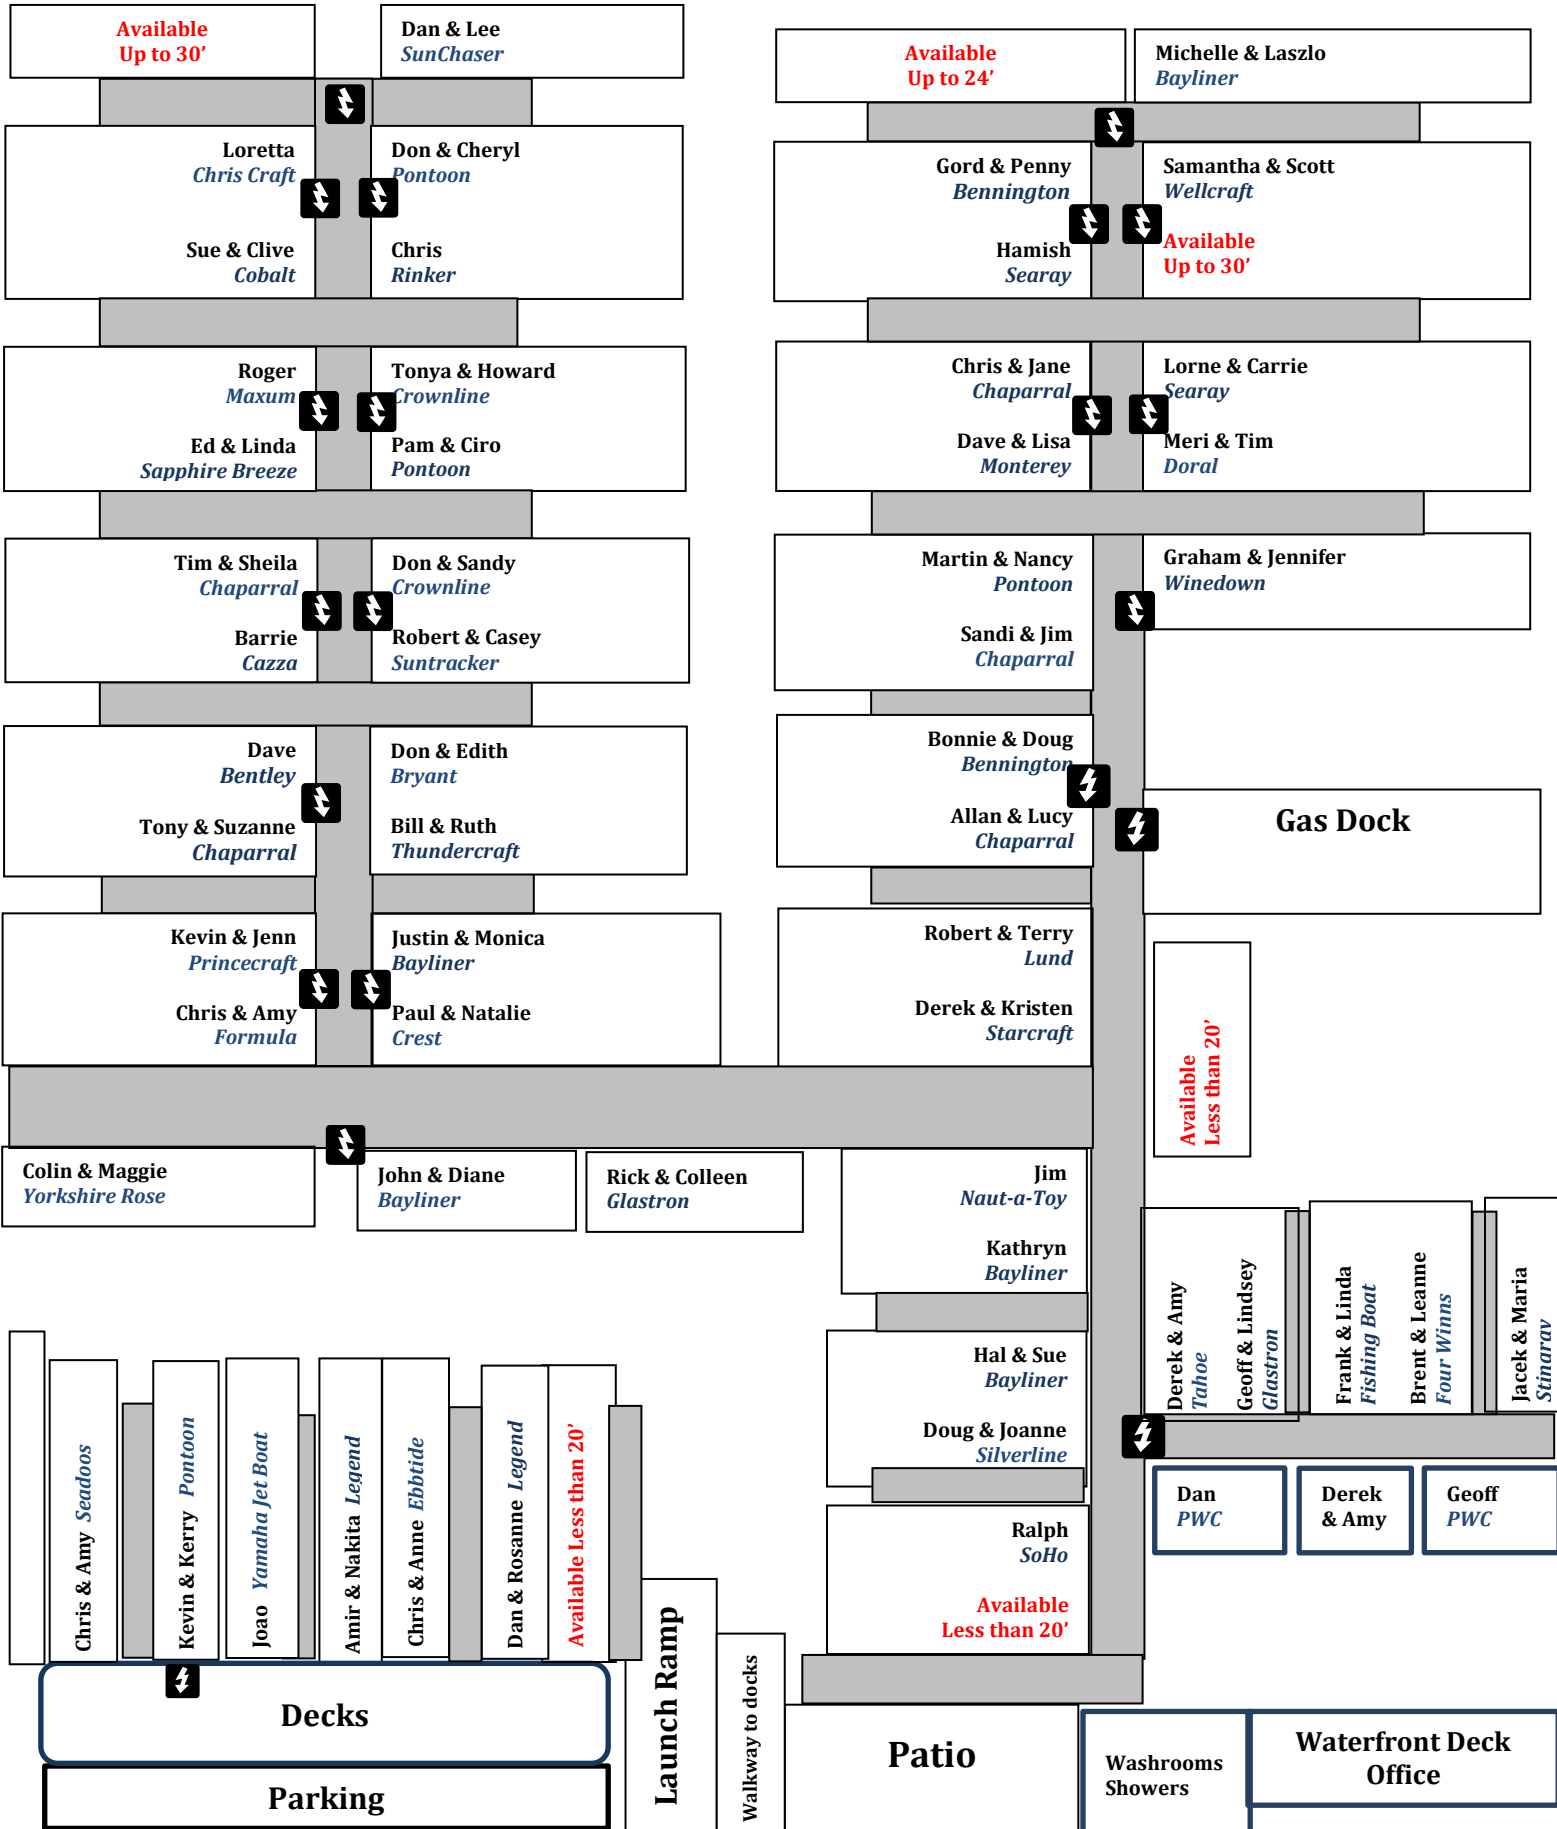 Available
Up to 30’
Dan & Lee
SunChaser
Loretta
Chris Craft
Don & Cheryl
Pontoon
Sue & Clive
Cobalt
Chris
Rinker
Roger
Maxum
Tonya & Howard
Crownline
Ed & Linda
Sapphire Breeze
Pam & Ciro
Pontoon
Tim & Sheila
Chaparral
Don & Sandy
Crownline
Barrie
Cazza
Robert & Casey
Suntracker
Dave
Bentley
Don & Edith
Bryant
Tony & Suzanne
Chaparral
Bill & Ruth
Thundercraft
Kevin & Jenn
Princecraft
Justin & Monica
Bayliner
Chris & Amy
Formula
Paul & Natalie
Crest
Available
Up to 24’
Michelle & Laszlo
Bayliner
Gord & Penny
Bennington
Samantha & Scott
Wellcraft
Hamish
Searay
Available
Up to 30’
Chris & Jane
Chaparral
Lorne & Carrie
Searay
Dave & Lisa
Monterey
Meri & Tim
Doral
Martin & Nancy
Pontoon
Graham & Jennifer
Winedown
Sandi & Jim
Chaparral
Bonnie & Doug
Bennington
Allan & Lucy
Chaparral
Gas Dock
Robert & Terry
Lund
Derek & Kristen
Starcraft
Available
Less than 20’
Colin & Maggie
Yorkshire Rose
John & Diane
Bayliner
Rick & Colleen
Glastron
Jim
Naut-a-Toy
Kathryn
Bayliner
Hal & Sue
Bayliner
Doug & Joanne
Silverline
Ralph
SoHo
Available
Less than 20’
Derek & Amy
Tahoe
Geoff & Lindsey
Glastron
Frank & Linda
Fishing Boat
Brent & Leanne
Four Winns
Jacek & Maria
Stingray
Dan
PWC
Derek
& Amy
Geoff
PWC
Chris & Amy Seadoos
Kevin & Kerry Pontoon
Joao Yamaha Jet Boat
Amir & Nakita Legend
Chris & Anne Ebbtide
Dan & Rosanne Legend
Available Less than 20’
Decks
Parking
Launch Ramp
Walkway to docks
Patio
Washrooms
Showers
Waterfront Deck
Office